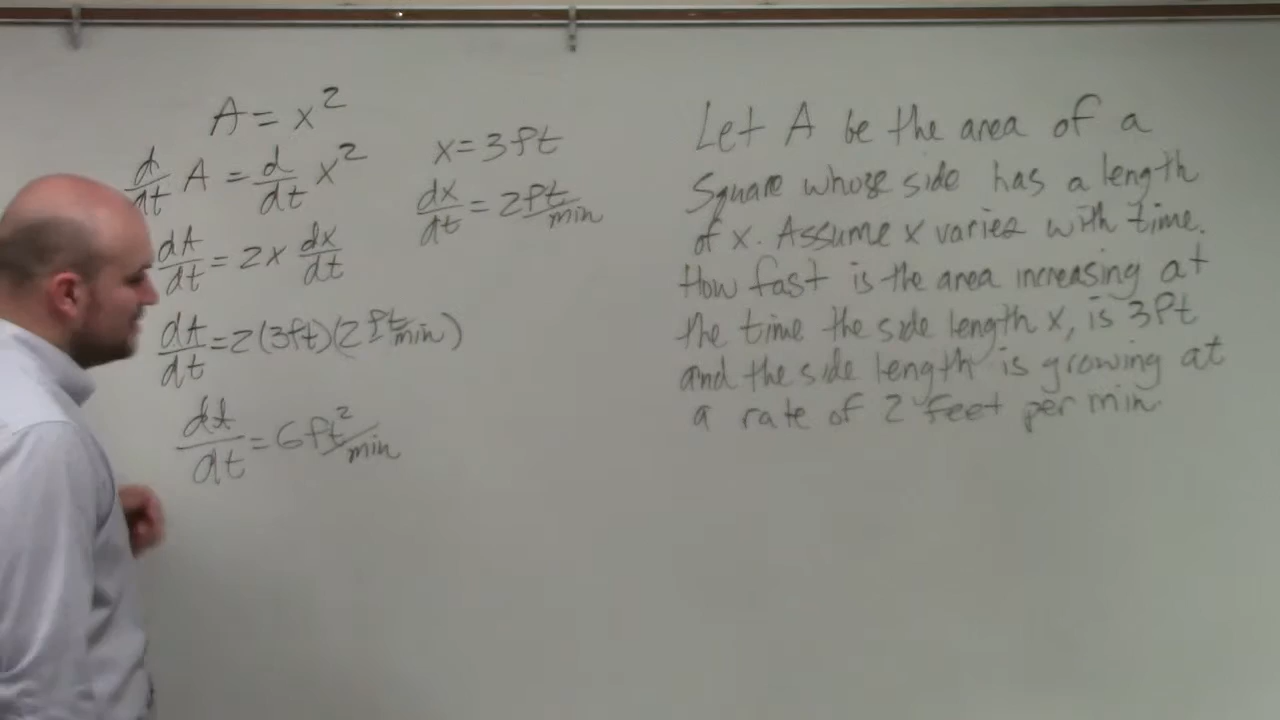 A = x²
d/dt A = d/dt x²
dA/dt = 2x dx/dt
dA/dt = 2(3ft)(2 ft/min)
dA/dt = 6ft²/min
x = 3ft
dx/dt = 2ft/min
Let A be the area of a
Square whose side has a length
of x. Assume x varies with time.
How fast is the area increasing at
the time the side length x, is 3ft
and the side length is growing at
a rate of 2 feet per min.